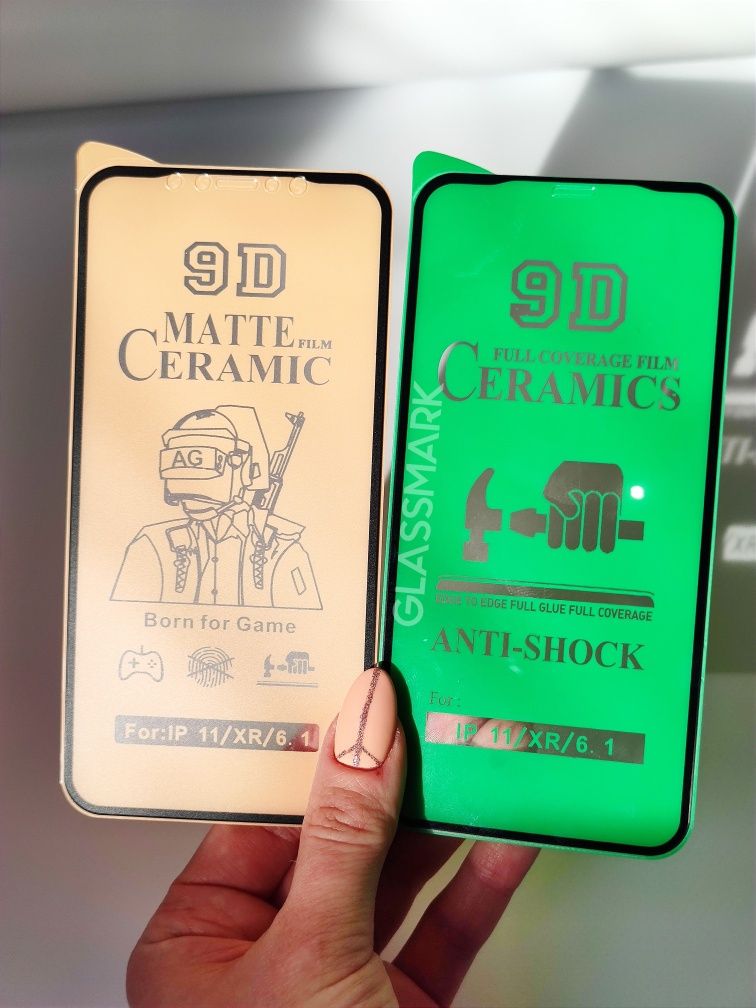 9D
MATTE FILM
CERAMIC
AG
Born for Game
For:IP 11/XR/6.1
9D
FULL COVERAGE FILM
CERAMICS
GLASSMARK
EDGE TO EDGE FULL GLUE FULL COVERAGE
ANTI-SHOCK
For:
IP 11/XR/6.1